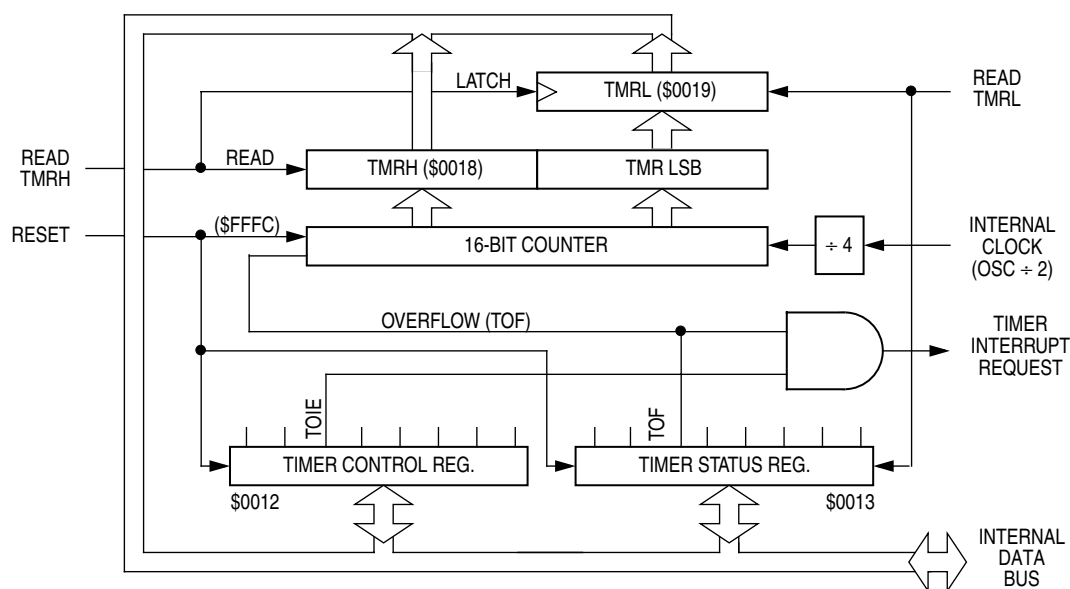 LATCH
TMRL ($0019)
READ
TMRL
READ
TMRH
READ
TMRH ($0018)
TMR LSB
RESET
($FFFC)
16-BIT COUNTER
÷ 4
INTERNAL
CLOCK
(OSC ÷ 2)
OVERFLOW (TOF)
TIMER
INTERRUPT
REQUEST
TOIE
TOF
TIMER CONTROL REG.
TIMER STATUS REG.
$0012
$0013
INTERNAL
DATA
BUS